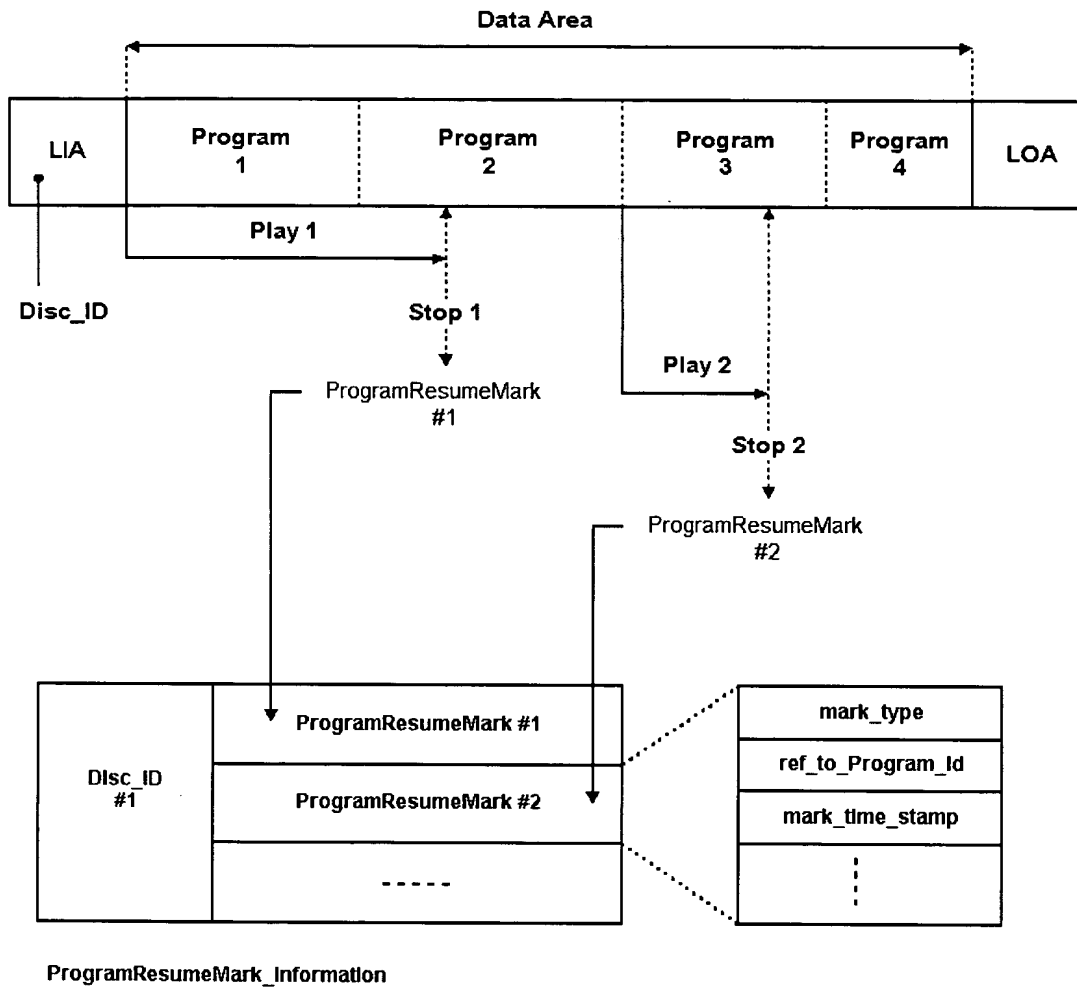 Data Area
LIA
Program
1
Program
2
Program
3
Program
4
LOA
Play 1
Disc_ID
Stop 1
Play 2
ProgramResumeMark
#1
Stop 2
ProgramResumeMark
#2
Disc_ID
#1
ProgramResumeMark #1
ProgramResumeMark #2
mark_type
ref_to_Program_Id
mark_time_stamp
ProgramResumeMark_Information